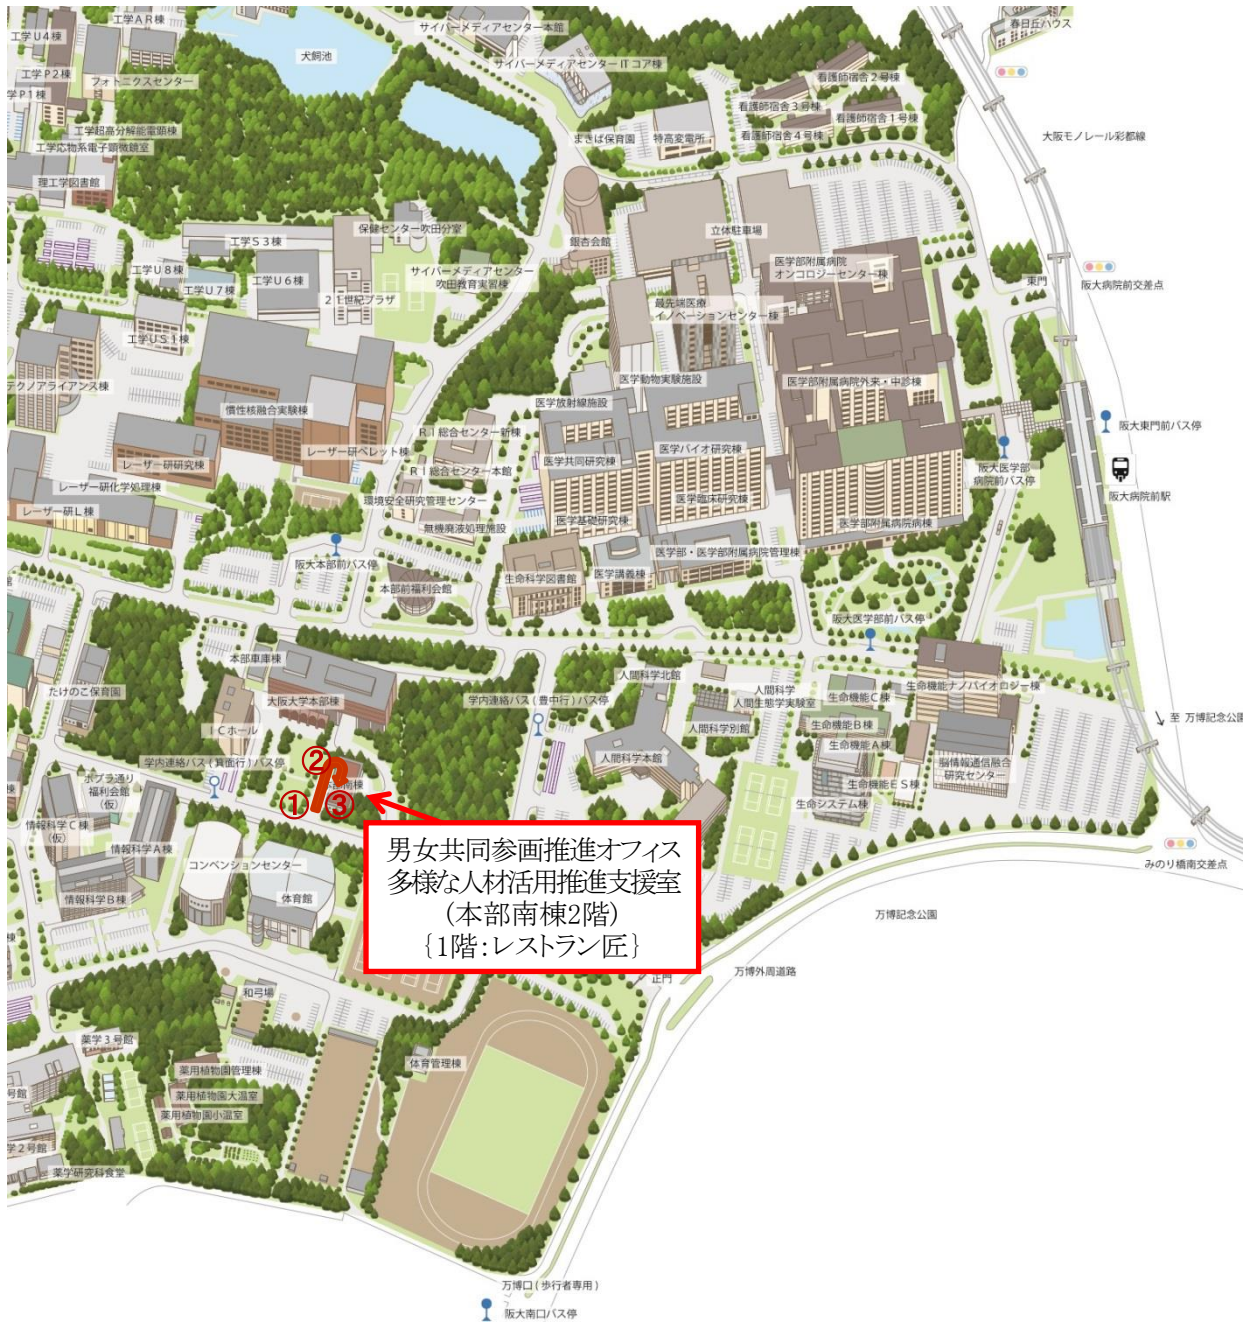 工学AR棟
工学U4棟
サイバーメディアセンター本館
春日丘ハウス
犬飼池
サイバーメディアセンターITコア棟
工学P2棟
フォトニクスセンター
学P1棟
看護師宿舎2号棟
看護師宿舎3号棟
看護師宿舎1号棟
工学超高分解能電顕棟
まきば保育園
特高変電所
看護師宿舎4号棟
大阪モノレール彩都線
工学応物系電子顕微鏡室
理工学図書館
保健センター吹田分室
工学S3棟
銀杏会館
立体駐車場
医学部附属病院
オンコロジーセンター棟
工学U8棟
工学U7棟
工学U6棟
サイバーメディアセンター
吹田教育実習棟
東門
阪大病院前交差点
21世紀プラザ
最先端医療
イノベーションセンター棟
工学US1棟
テクノアライアンス棟
医学動物実験施設
医学部附属病院外来・中診棟
慣性核融合実験棟
医学放射線施設
阪大東門前バス停
RI総合センター新棟
レーザー研ペレット棟
医学共同研究棟
医学バイオ研究棟
レーザー研研究棟
RI総合センター本館
阪大医学部
病院前バス停
レーザー研化学処理棟
環境安全研究管理センター
医学臨床研究棟
阪大病院前駅
レーザー研L棟
無機廃液処理施設
医学基礎研究棟
医学部附属病院病棟
阪大本部前バス停
医学部・医学部附属病院管理棟
生命科学図書館
医学講義棟
本部前福利会館
阪大医学部前バス停
本部車庫棟
人間科学北館
たけのこ保育園
大阪大学本部棟
学内連絡バス(豊中行)バス停
人間科学
人間生態学実験室
生命機能C棟
生命機能ナノバイオロジー棟
至 万博記念公園
ICホール
人間科学別館
生命機能B棟
学内連絡バス(箕面行)バス停
②
人間科学本館
生命機能A棟
脳情報通信融合
研究センター
ポプラ通り
福利会館
(仮)
①
③
生命機能ES棟
生命システム棟
情報科学C棟
(仮)
情報科学A棟
コンベンションセンター
男女共同参画推進オフィス
多様な人材活用推進支援室
(本部南棟2階)
{1階:レストラン匠}
みのり橋南交差点
情報科学B棟
体育館
万博記念公園
棟
正門
万博外周道路
和弓場
薬学3号館
体育管理棟
薬用植物園管理棟
号館
薬用植物園大温室
薬用植物園小温室
学2号館
薬学研究科食堂
万博口(歩行者専用)
阪大南口バス停